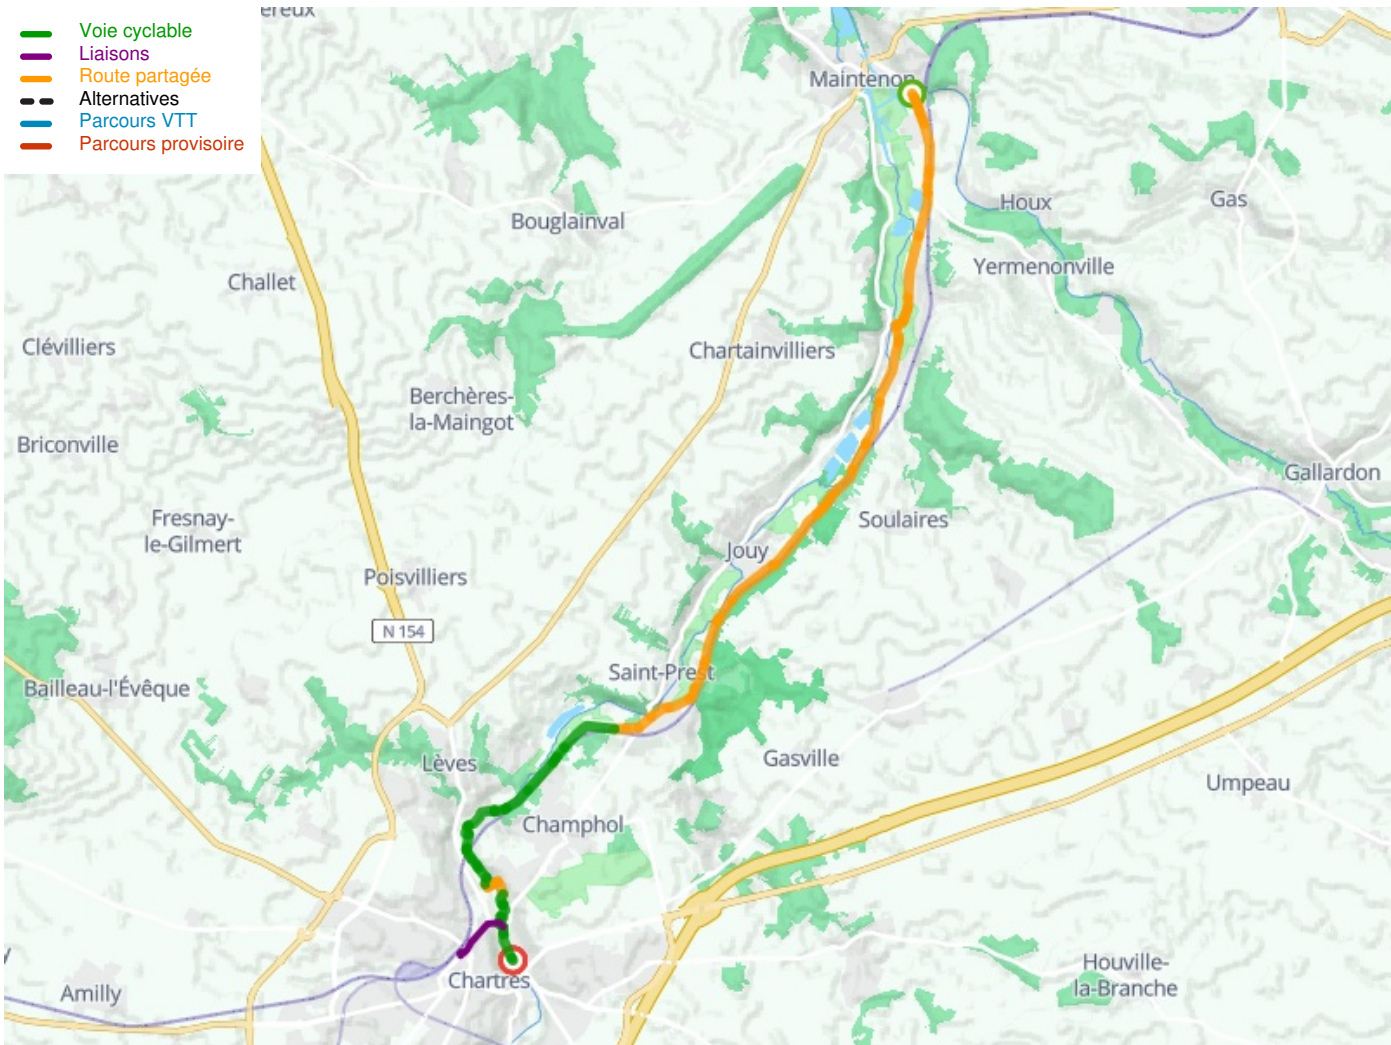 Voie cyclable
Liaisons
Route partagée
Alternatives
Parcours VTT
Parcours provisoire
Maintenon
Bouglainval
Houx
Gas
Yermenonville
Challet
Clévilliers
Chartainvilliers
Berchères-
la-Maingot
Briconville
Gallardon
Fresnay-
le-Gilmert
Soulaires
Jouy
Poisvilliers
N 154
Saint-Prest
Bailleau-l'Évêque
Lèves
Gasville
Umpeau
Champhol
Houville-
la-Branche
Chartres
Amilly